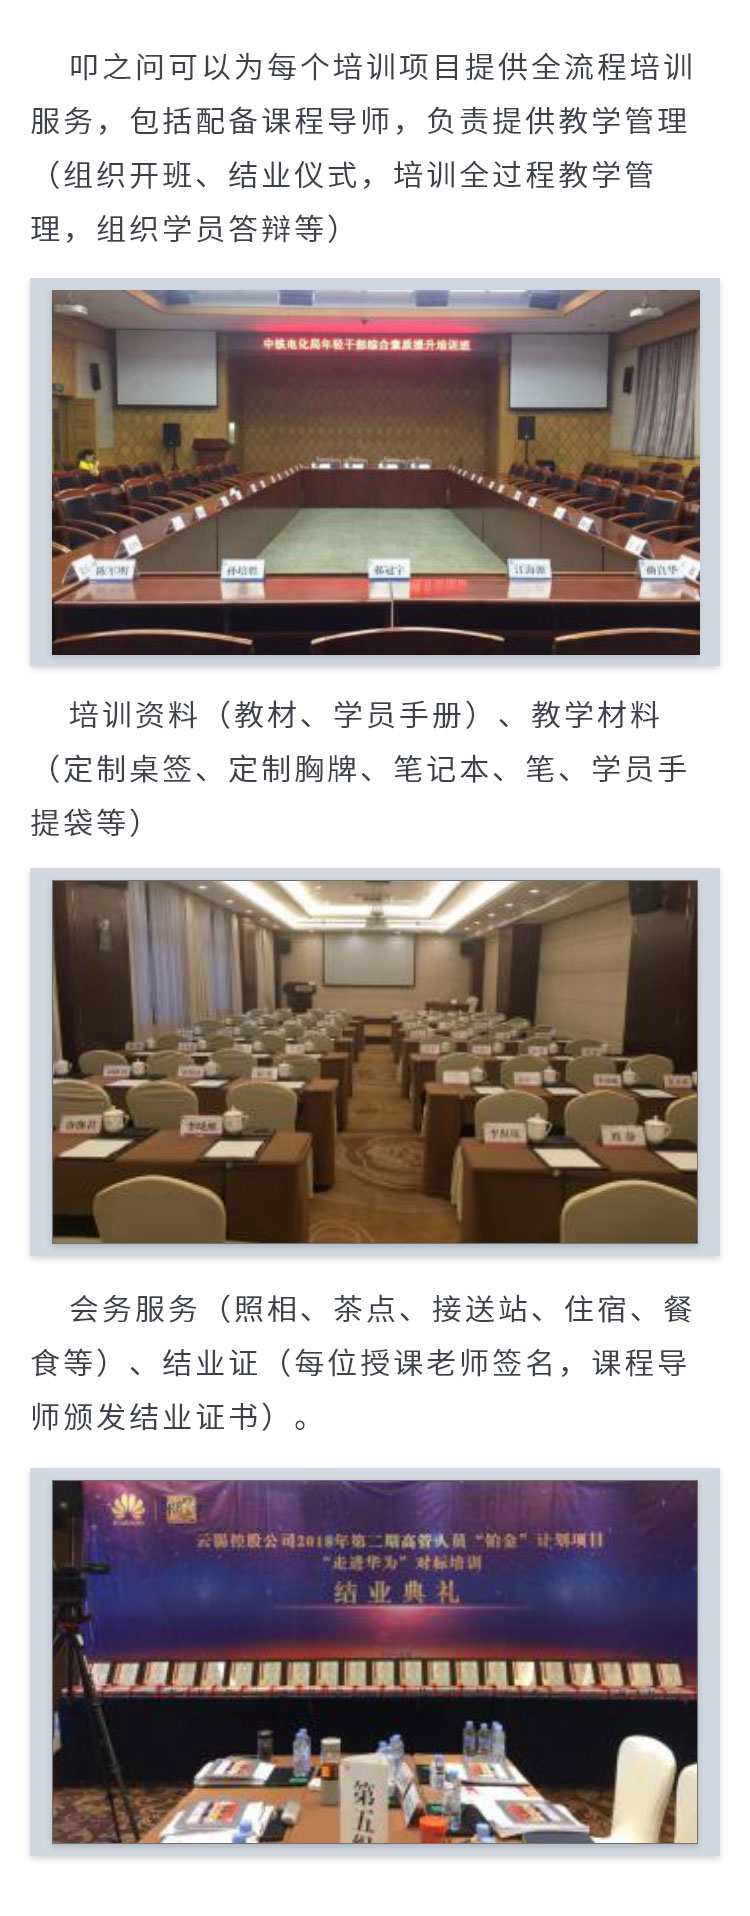 叩之问可以为每个培训项目提供全流程培训
服务，包括配备课程导师，负责提供教学管理
（组织开班、结业仪式，培训全过程教学管
理，组织学员答辩等）
中铁电化局年轻干部综合素质提升培训班
郝冠宇
江海源
培训资料（教材、学员手册）、教学材料
（定制桌签、定制胸牌、笔记本、笔、学员手
提袋等）
会务服务（照相、茶点、接送站、住宿、餐
食等）、结业证（每位授课老师签名，课程导
师颁发结业证书）。
云锡控股公司2018年第二期高管人员“铂金”计划项目
“走进华为”对标培训
结业典礼
第五组